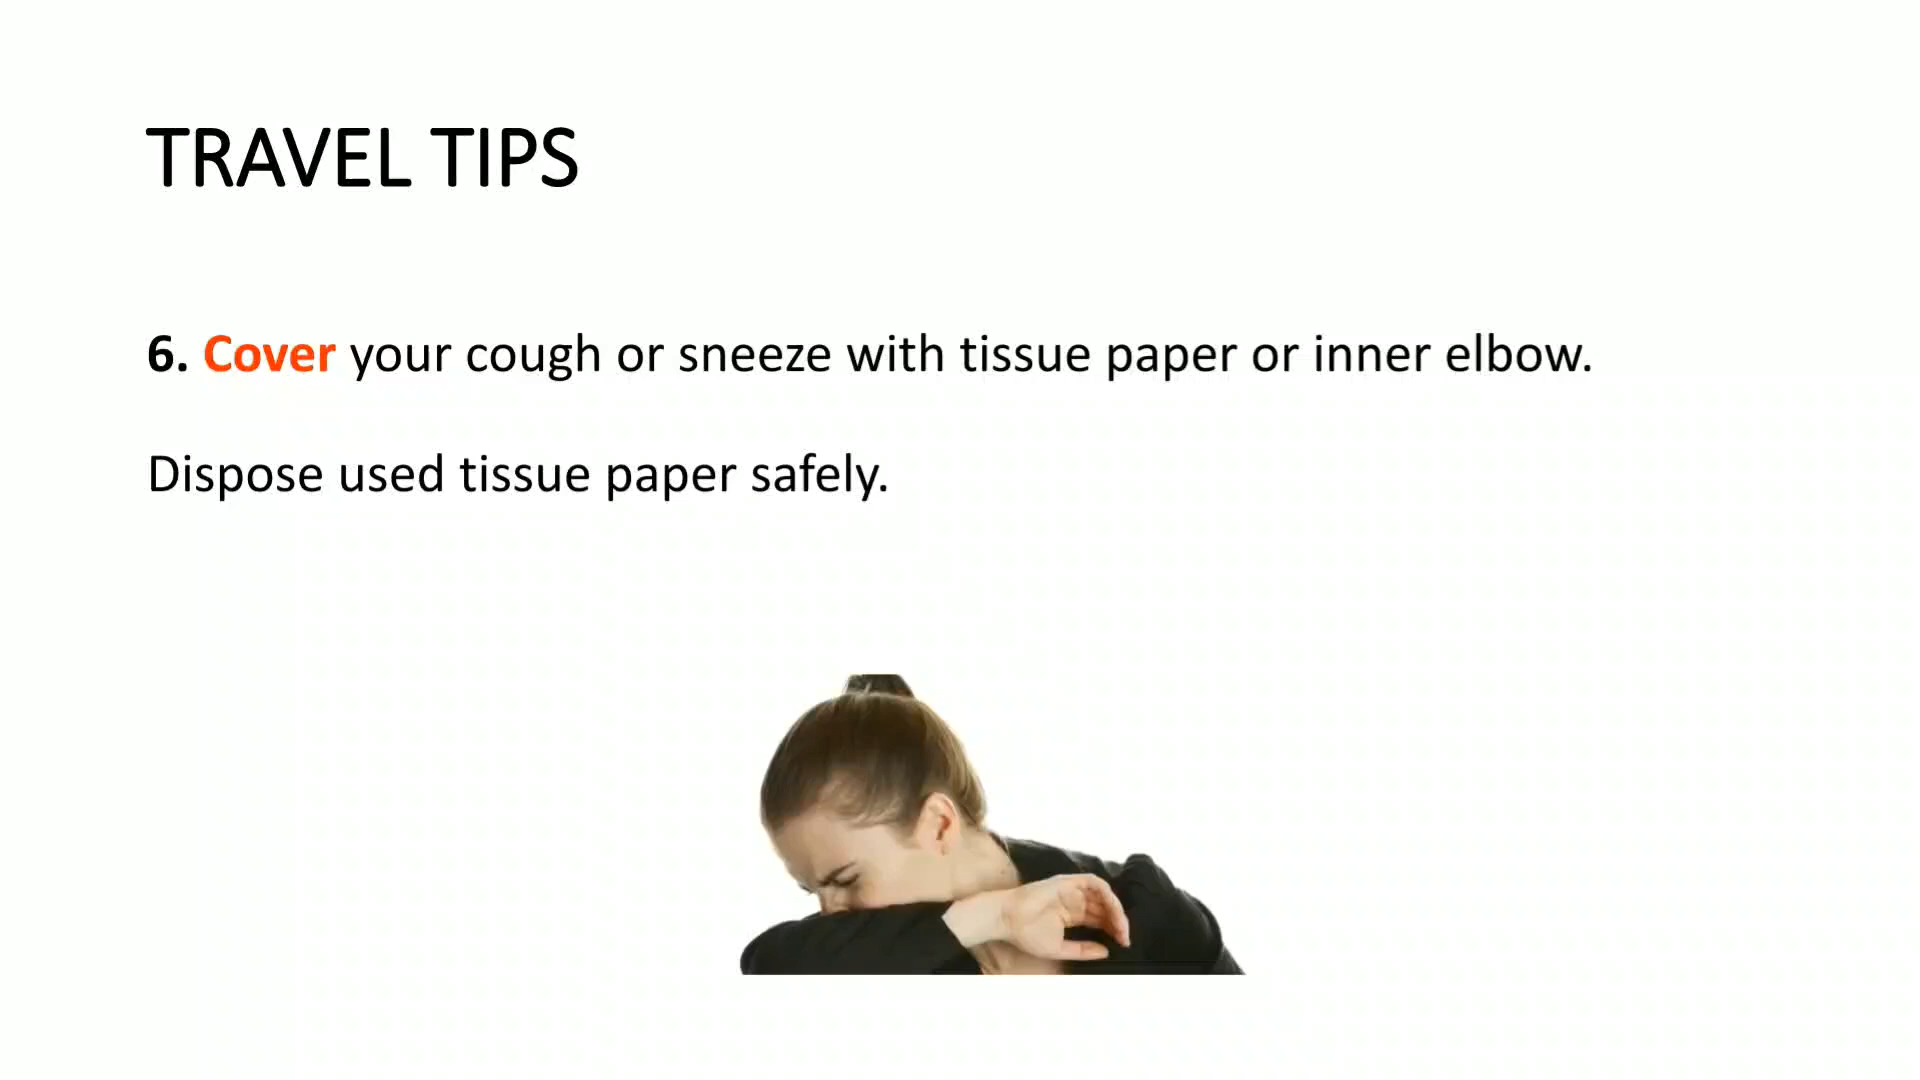 TRAVEL TIPS
6. Cover your cough or sneeze with tissue paper or inner elbow.
Dispose used tissue paper safely.